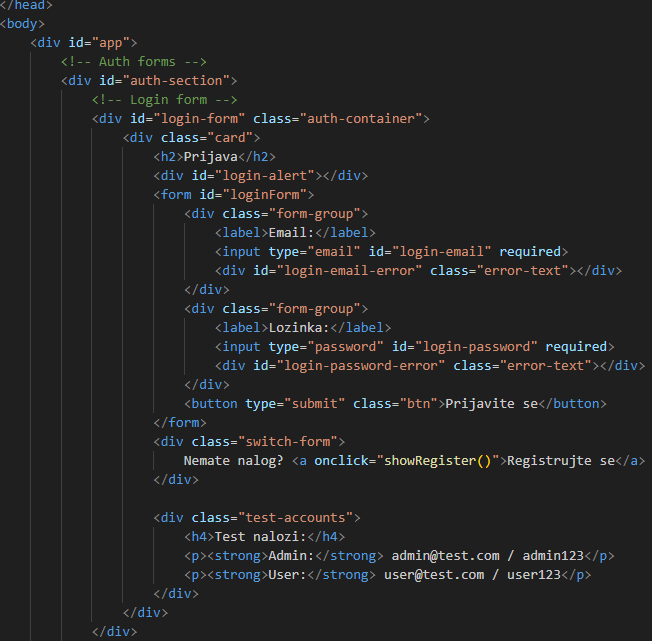 </head>
<body>
<div id="app">
<!-- Auth forms -->
<div id="auth-section">
<!-- Login form -->
<div id="login-form" class="auth-container">
<div class="card">
<h2>Prijava</h2>
<div id="login-alert"></div>
<form id="loginForm">
<div class="form-group">
<label>Email:</label>
<input type="email" id="login-email" required>
<div id="login-email-error" class="error-text"></div>
</div>
<div class="form-group">
<label>Lozinka:</label>
<input type="password" id="login-password" required>
<div id="login-password-error" class="error-text"></div>
</div>
<button type="submit" class="btn">Prijavite se</button>
</form>
<div class="switch-form">
Nemate nalog? <a onclick="showRegister()">Registrujte se</a>
</div>
<div class="test-accounts">
<h4>Test nalozi:</h4>
<p><strong>Admin:</strong> admin@test.com / admin123</p>
<p><strong>User:</strong> user@test.com / user123</p>
</div>
</div>
</div>